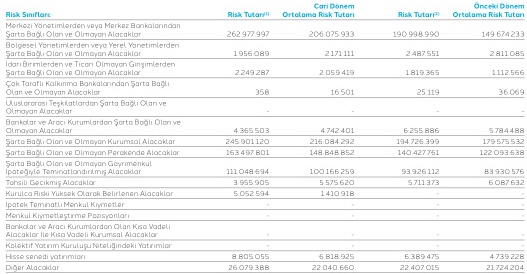 Cari Dönem Önceki Dönem
Risk Sınıfları Risk Tutarı⁽¹⁾ Ortalama Risk Tutarı Risk Tutarı⁽²⁾ Ortalama Risk Tutarı
Merkezi Yönetimlerden veya Merkez Bankalarından
Şarta Bağlı Olan ve Olmayan Alacaklar 262.977.997 206.075.933 190.998.990 149.674.233
Bölgesel Yönetimlerden veya Yerel Yönetimlerden
Şarta Bağlı Olan ve Olmayan Alacaklar 1.956.089 2.171.111 2.487.551 2.811.085
İdari Birimlerden ve Ticari Olmayan Girişimlerden
Şarta Bağlı Olan ve Olmayan Alacaklar 2.249.287 2.059.419 1.819.365 1.112.566
Çok Taraflı Kalkınma Bankalarından Şarta Bağlı
Olan ve Olmayan Alacaklar 358 16.501 25.119 36.069
Uluslararası Teşkilatlardan Şarta Bağlı Olan ve
Olmayan Alacaklar - - - -
Bankalar ve Aracı Kurumlardan Şarta Bağlı Olan ve
Olmayan Alacaklar 4.365.503 4.742.401 6.255.886 5.784.488
Şarta Bağlı Olan ve Olmayan Kurumsal Alacaklar 245.901.120 216.084.292 194.726.399 179.575.532
Şarta Bağlı Olan ve Olmayan Perakende Alacaklar 163.497.801 148.848.852 140.427.761 122.093.638
Şarta Bağlı Olan ve Olmayan Gayrimenkul
İpoteğiyle Teminatlandırılmış Alacaklar 111.048.694 100.166.259 93.926.112 83.930.576
Tahsili Gecikmiş Alacaklar 3.955.905 5.575.620 5.711.373 6.087.632
Kurulca Riski Yüksek Olarak Belirlenen Alacaklar 5.052.594 1.410.918 - -
İpotek Teminatlı Menkul Kıymetler - - - -
Menkul Kıymetleştirme Pozisyonları - - - -
Bankalar ve Aracı Kurumlardan Olan Kısa Vadeli
Alacaklar İle Kısa Vadeli Kurumsal Alacaklar - - - -
Kolektif Yatırım Kuruluşu Niteliğindeki Yatırımlar - - - -
Hisse senedi yatırımları 8.805.055 6.818.925 6.389.475 4.739.228
Diğer Alacaklar 26.079.388 22.040.660 22.407.015 21.724.204